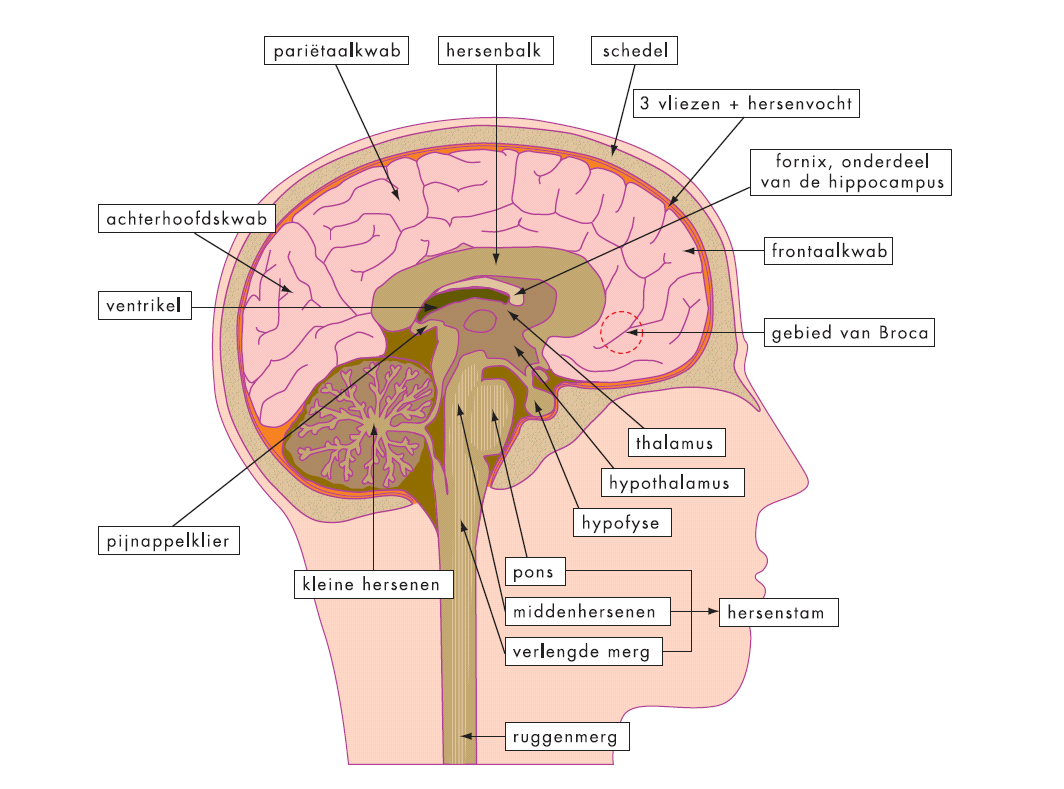 pariëtaalkwab
hersenbalk
schedel
3 vliezen + hersenvocht
fornix, onderdeel
van de hippocampus
achterhoofdskwab
frontaalkwab
ventrikel
gebied van Broca
thalamus
hypothalamus
hypofyse
pijnappelklier
kleine hersenen
pons
middenhersenen
hersenstam
verlengde merg
ruggenmerg